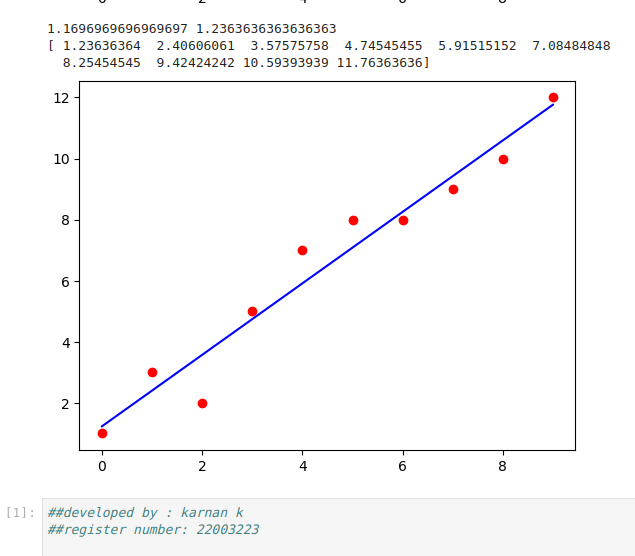 1.1696969696969697 1.2363636363636363
[ 1.23636364  2.40606061  3.57575758  4.74545455  5.91515152  7.08484848
  8.25454545  9.42424242 10.59393939 11.76363636]
12
10
8
6
4
2
0 2 4 6 8
[1]: ##developed by : karnan k
##register number: 22003223